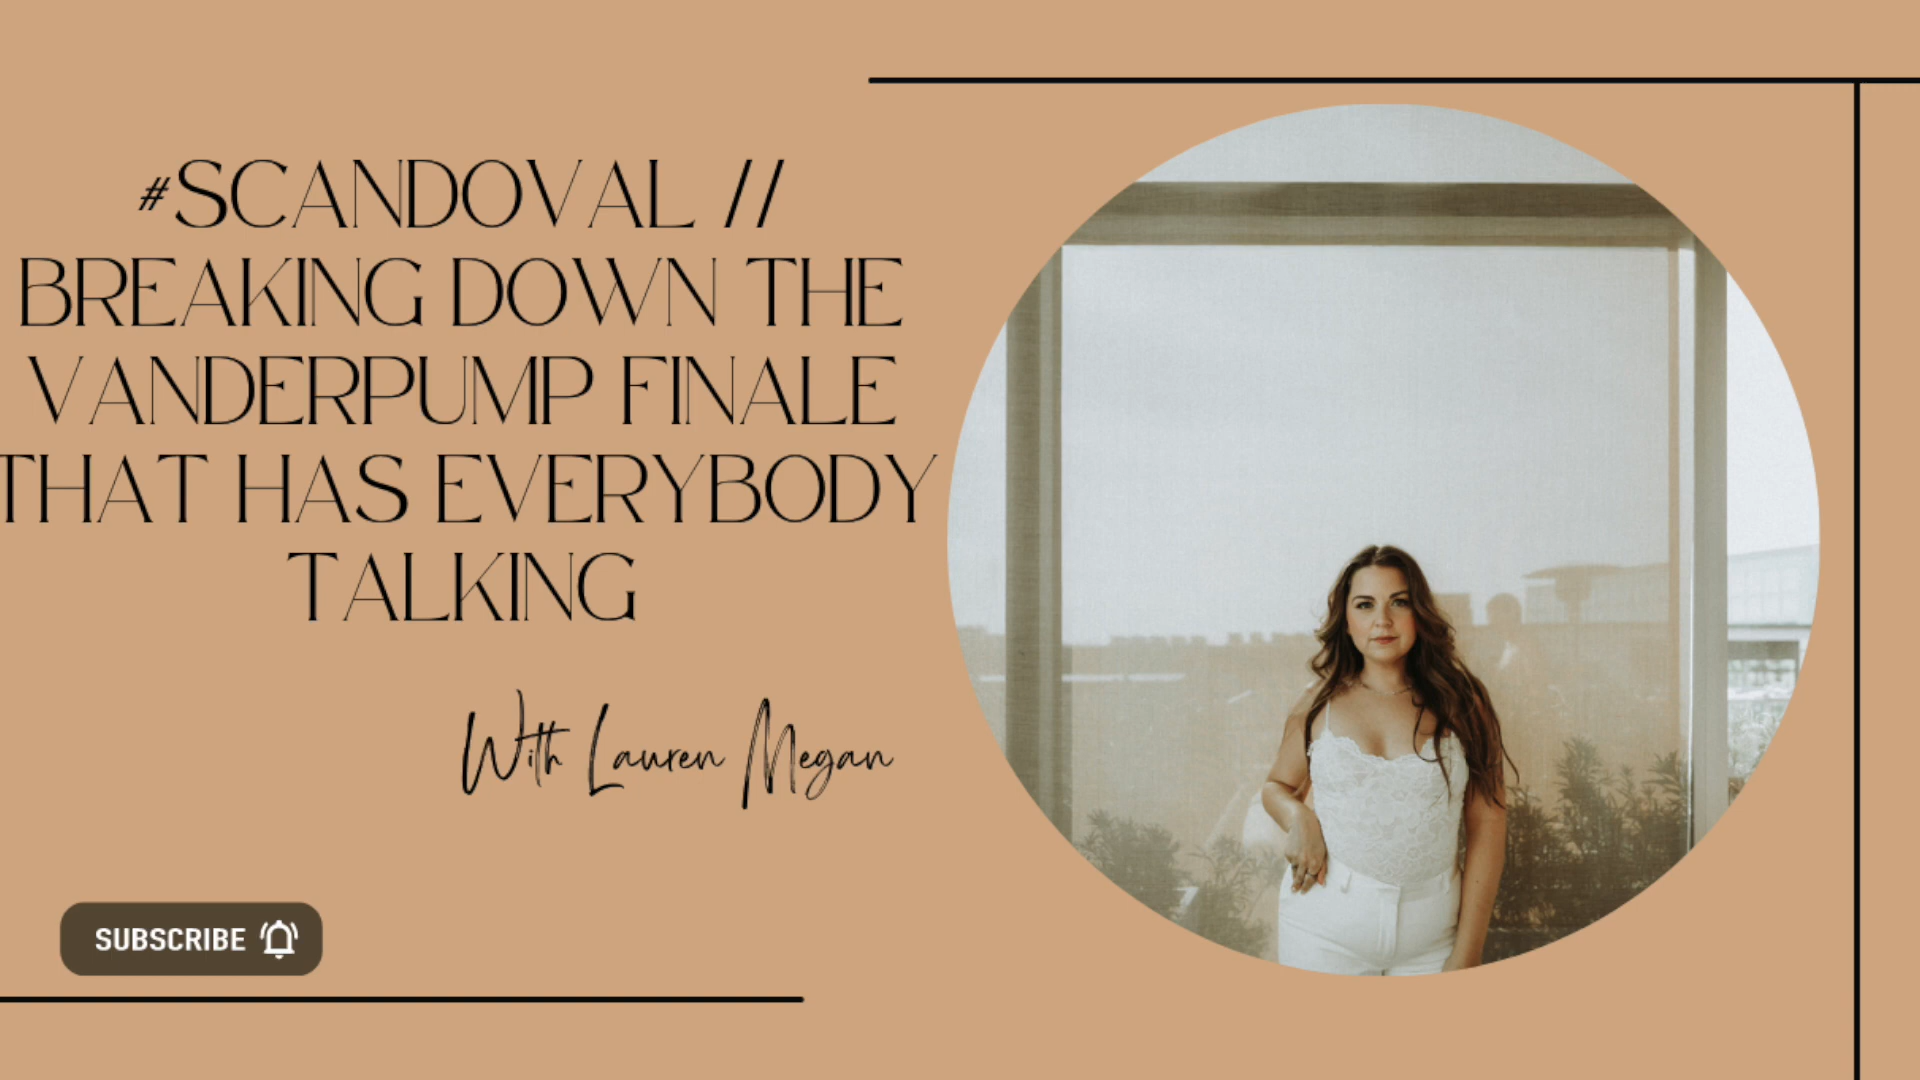 #SCANDOVAL //
BREAKING DOWN THE
VANDERPUMP FINALE
THAT HAS EVERYBODY
TALKING
With Lauren Megan
SUBSCRIBE